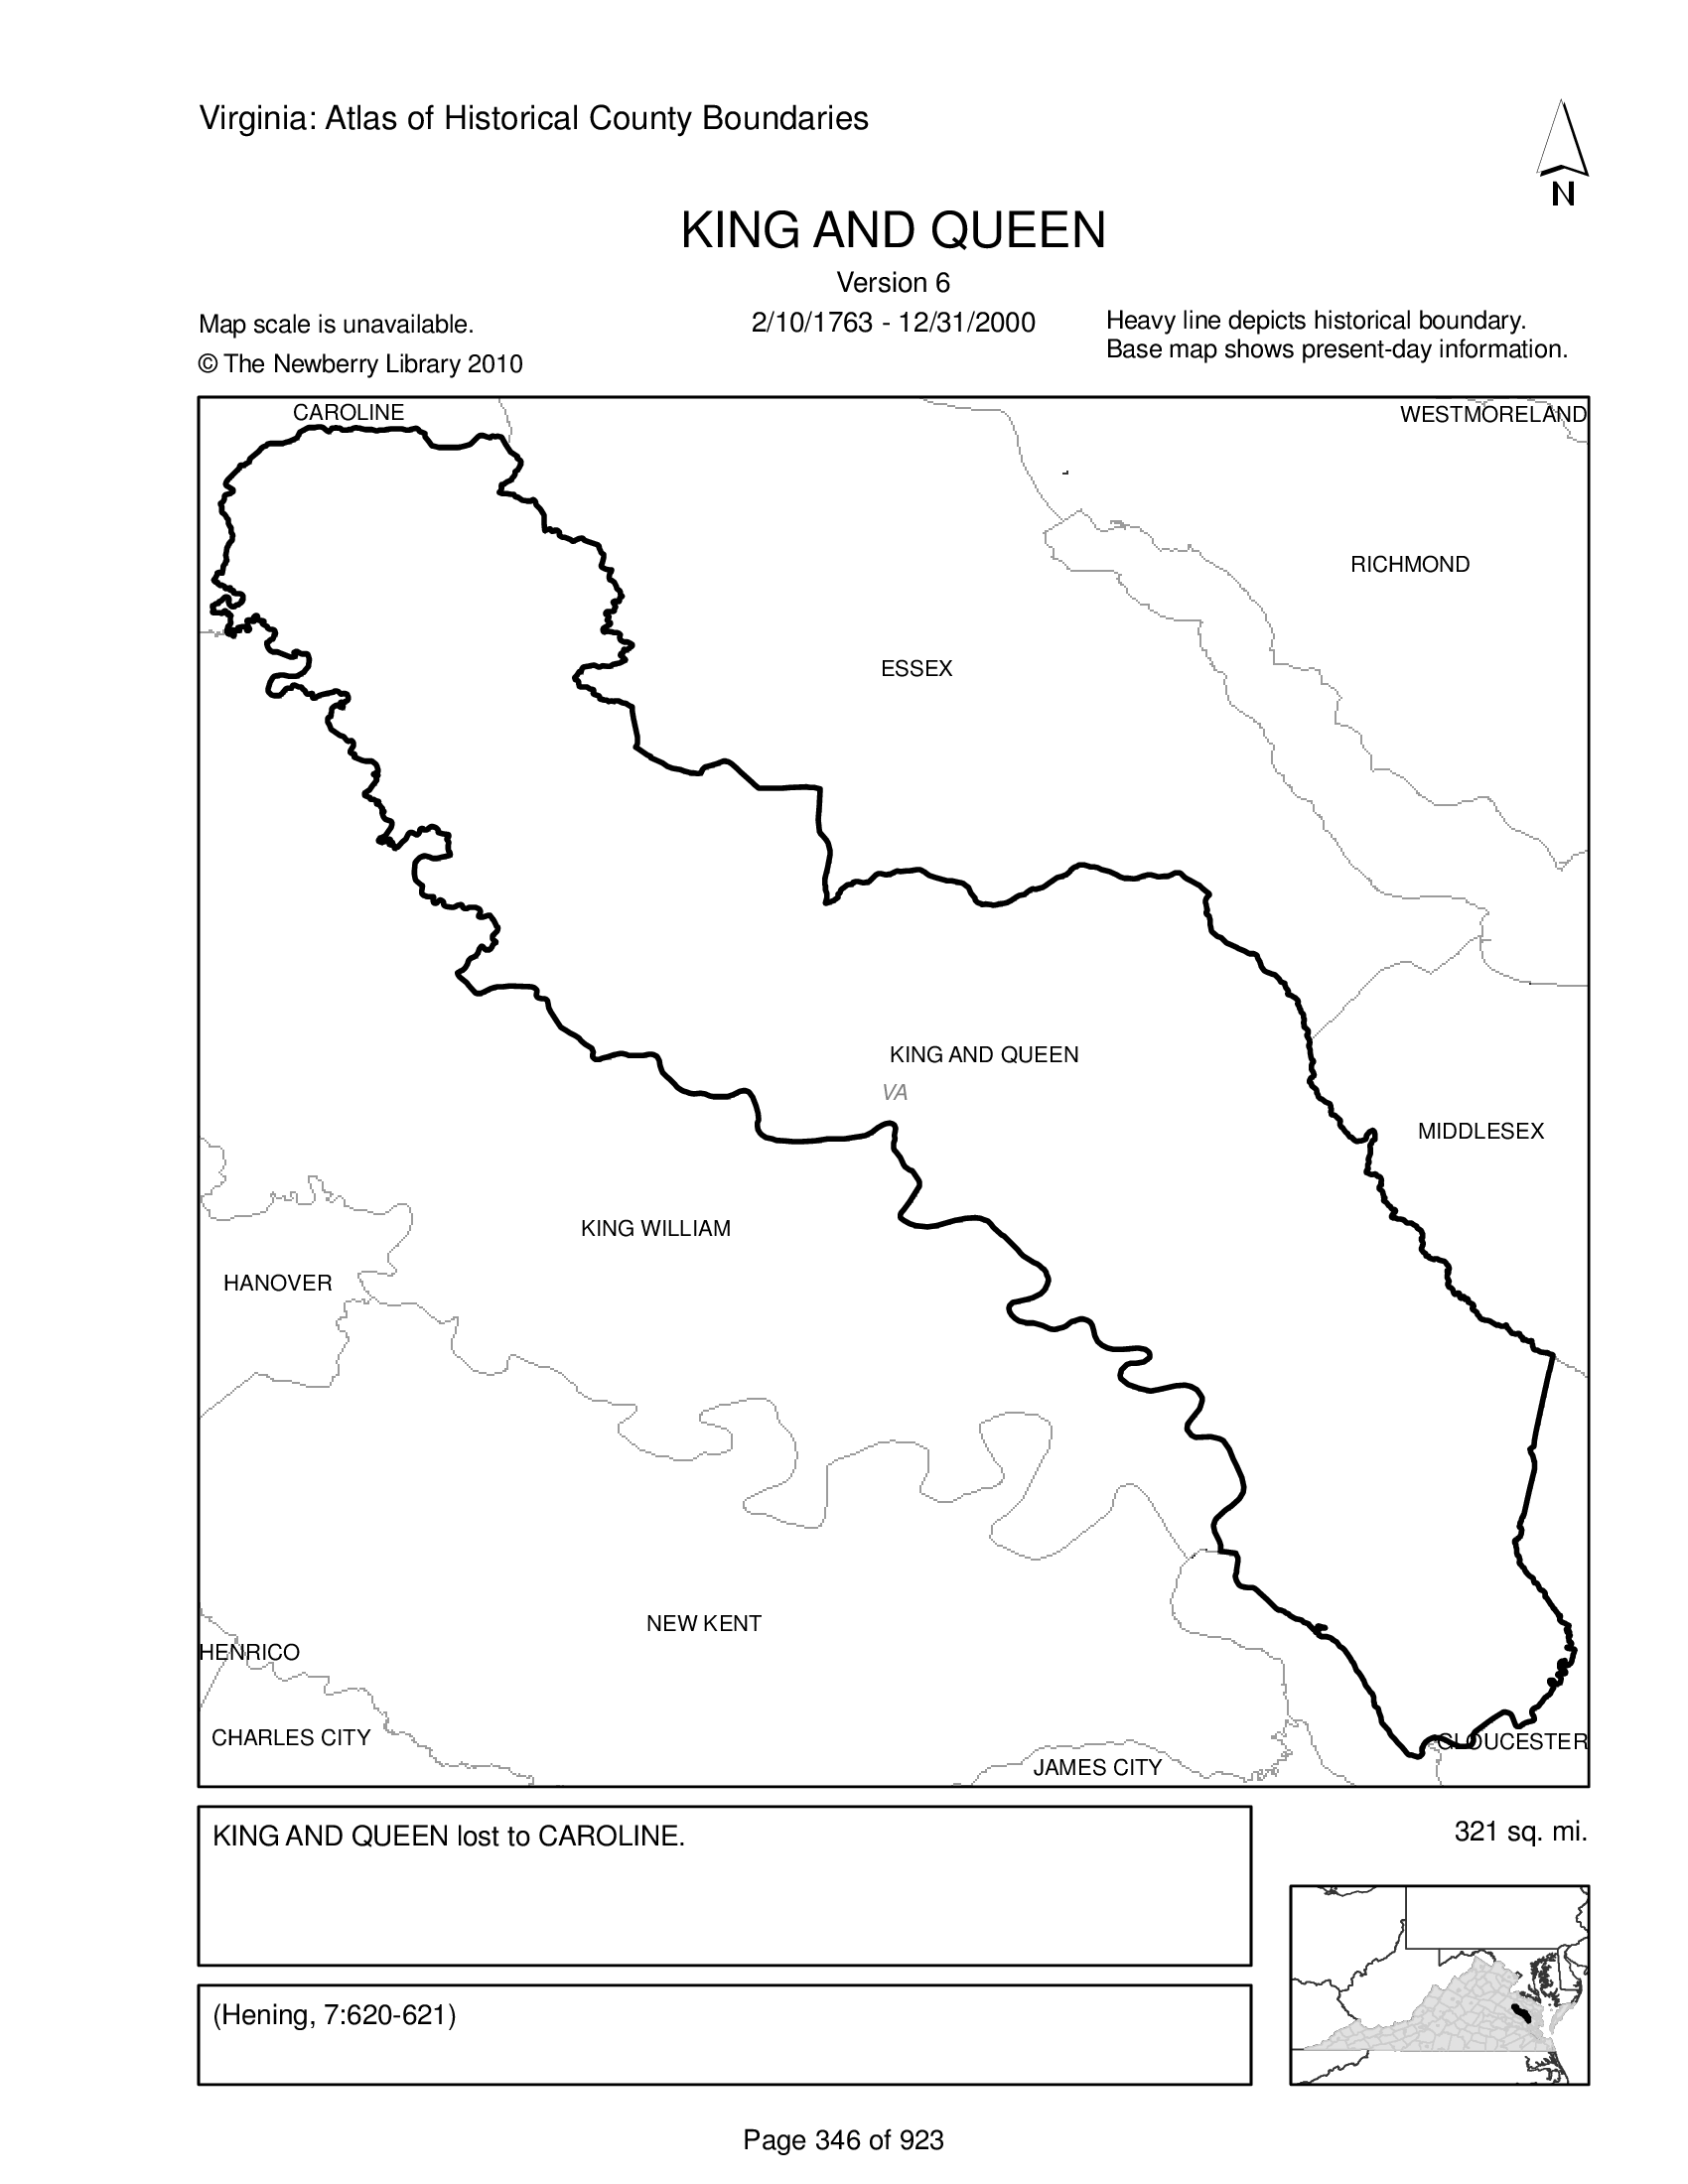 Virginia: Atlas of Historical County Boundaries
N
KING AND QUEEN
Version 6
Map scale is unavailable.
2/10/1763 - 12/31/2000
Heavy line depicts historical boundary.
Base map shows present-day information.
© The Newberry Library 2010
CAROLINE
WESTMORELAND
RICHMOND
ESSEX
KING AND QUEEN
VA
MIDDLESEX
KING WILLIAM
HANOVER
NEW KENT
HENRICO
CHARLES CITY
GLOUCESTER
JAMES CITY
KING AND QUEEN lost to CAROLINE.
321 sq. mi.
(Hening, 7:620-621)
Page 346 of 923